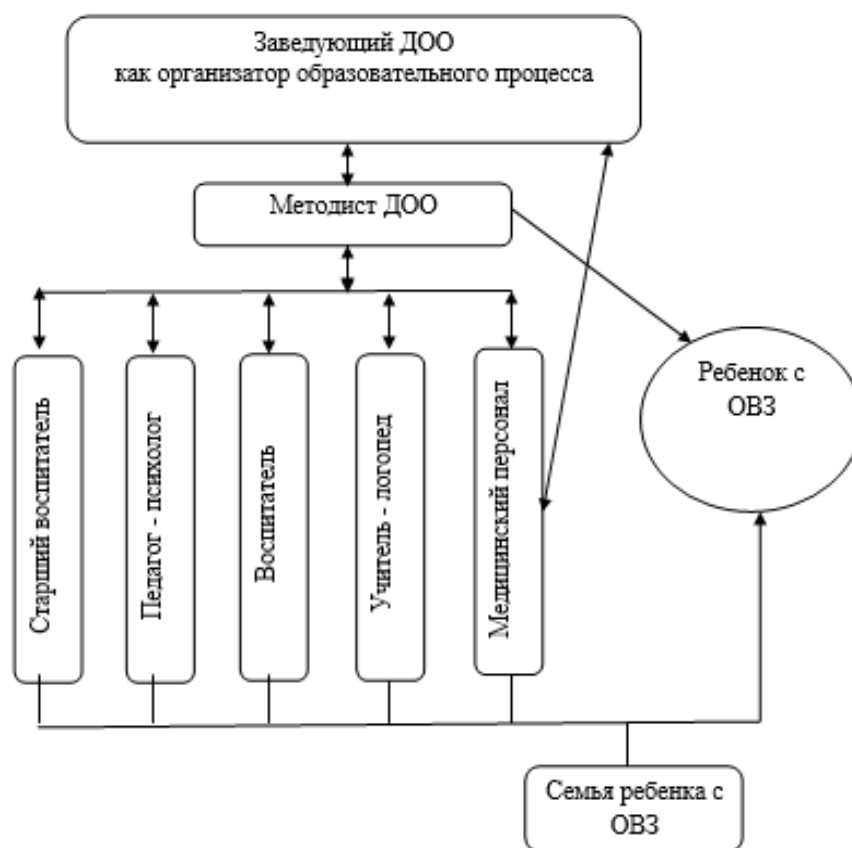 Заведующий ДОО
как организатор образовательного процесса
Методист ДОО
Старший воспитатель
Педагог - психолог
Воспитатель
Учитель - логопед
Медицинский персонал
Ребенок с
ОВЗ
Семья ребенка с
ОВЗ